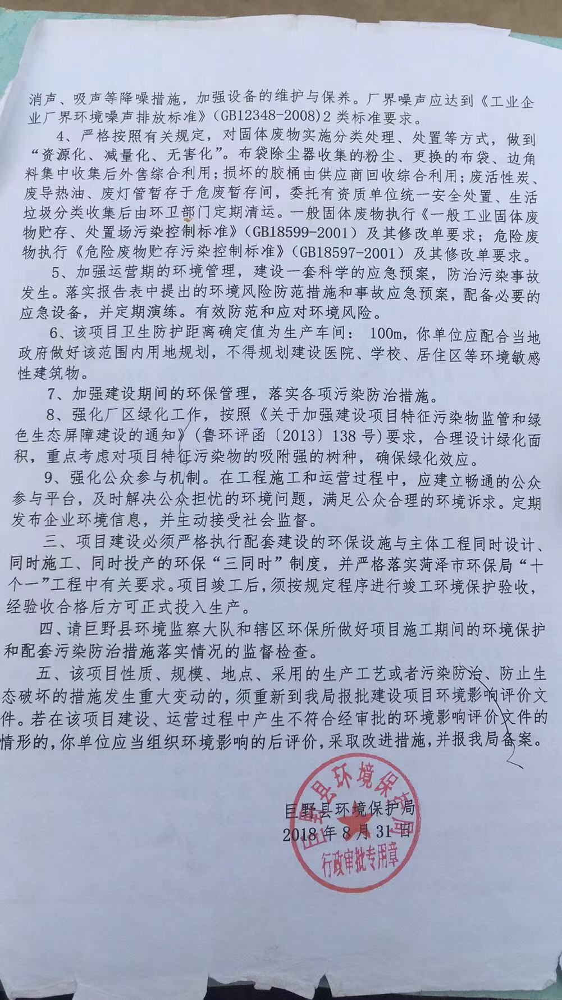 消声、吸声等降噪措施，加强设备的维护与保养。厂界噪声应达到《工业企
业厂界环境噪声排放标准》（GB12348-2008)2 类标准要求。
4、严格按照有关规定，对固体废物实施分类处理、处置等方式，做到
“资源化、减量化、无害化”。布袋除尘器收集的粉尘、更换的布袋、边角
料集中收集后外售综合利用；损坏的胶桶由供应商回收综合利用；废活性炭、
废导热油、废灯管暂存于危废暂存间，委托有资质单位统一安全处置、生活
垃圾分类收集后由环卫部门定期清运。一般固体废物执行《一般工业固体废
物贮存、处置场污染控制标准》（GB18599-2001）及其修改单要求；危险废
物执行《危险废物贮存污染控制标准》（GB18597-2001）及其修改单要求。
5、加强运营期的环境管理，建设一套科学的应急预案，防治污染事故
发生。落实报告表中提出的环境风险防范措施和事故应急预案，配备必要的
应急设备，并定期演练。有效防范和应对环境风险。
6、该项目卫生防护距离确定值为生产车间： 100m，你单位应配合当地
政府做好该范围内用地规划，不得规划建设医院、学校、居住区等环境敏感
性建筑物。
7、加强建设期间的环保管理，落实各项污染防治措施。
8、强化厂区绿化工作，按照《关于加强建设项目特征污染物监管和绿
色生态屏障建设的通知》(鲁环评函〔2013〕138 号)要求，合理设计绿化面
积，重点考虑对项目特征污染物的吸附强的树种，确保绿化效应。
9、强化公众参与机制。在工程施工和运营过程中，应建立畅通的公众
参与平台，及时解决公众担忧的环境问题，满足公众合理的环境诉求。定期
发布企业环境信息，并主动接受社会监督。
三、项目建设必须严格执行配套建设的环保设施与主体工程同时设计、
同时施工、同时投产的环保“三同时”制度，并严格落实菏泽市环保局“十
个一”工程中有关要求。项目竣工后，须按规定程序进行竣工环境保护验收，
经验收合格后方可正式投入生产。
四、请巨野县环境监察大队和辖区环保所做好项目施工期间的环境保护
和配套污染防治措施落实情况的监督检查。
五、该项目性质、规模、地点、采用的生产工艺或者污染防治、防止生
态破坏的措施发生重大变动的，须重新到我局报批建设项目环境影响评价文
件。若在该项目建设、运营过程中产生不符合经审批的环境影响评价文件的
情形的，你单位应当组织环境影响的后评价，采取改进措施，并报我局备案。
巨野县环境保护局
2018 年 8 月 31 日
巨野县环境保护局
行政审批专用章